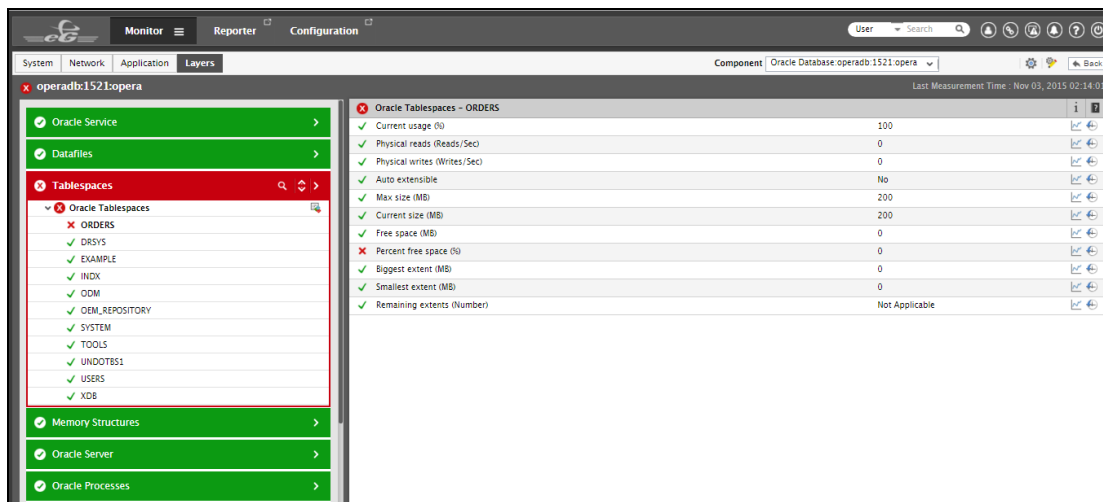 eG
Monitor Reporter Configuration User Search
System Network Application Layers Component Oracle Database:operadb:1521:opera Back
operadb:1521:opera Last Measurement Time : Nov 03, 2015 02:14:01
Oracle Service
Datafiles
Tablespaces
Oracle Tablespaces
ORDERS
DRSYS
EXAMPLE
INDX
ODM
OEM_REPOSITORY
SYSTEM
TOOLS
UNDOTBS1
USERS
XDB
Memory Structures
Oracle Server
Oracle Processes
Oracle Tablespaces - ORDERS
Current usage (%) 100
Physical reads (Reads/Sec) 0
Physical writes (Writes/Sec) 0
Auto extensible No
Max size (MB) 200
Current size (MB) 200
Free space (MB) 0
Percent free space (%) 0
Biggest extent (MB) 0
Smallest extent (MB) 0
Remaining extents (Number) Not Applicable